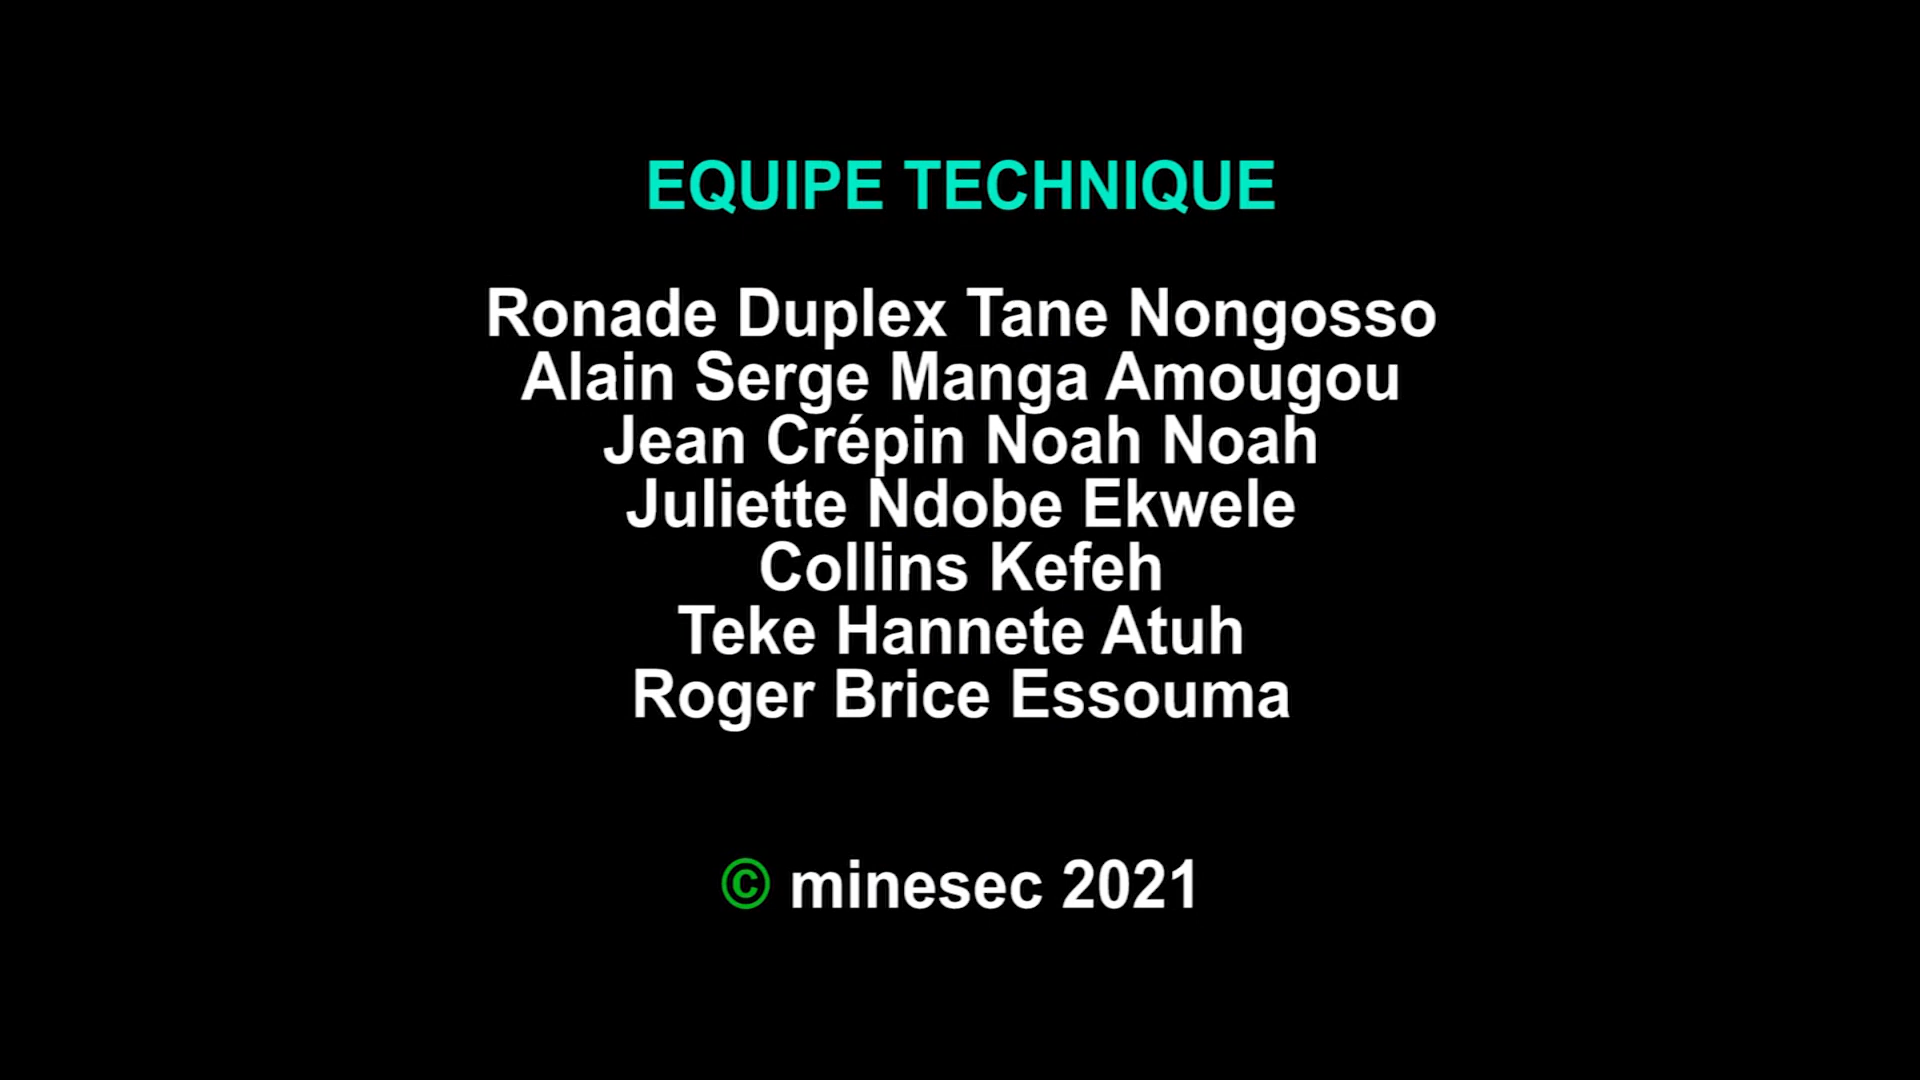 EQUIPE TECHNIQUE
Ronade Duplex Tane Nongosso
Alain Serge Manga Amougou
Jean Crépin Noah Noah
Juliette Ndobe Ekwele
Collins Kefeh
Teke Hannete Atuh
Roger Brice Essouma
© minesec 2021